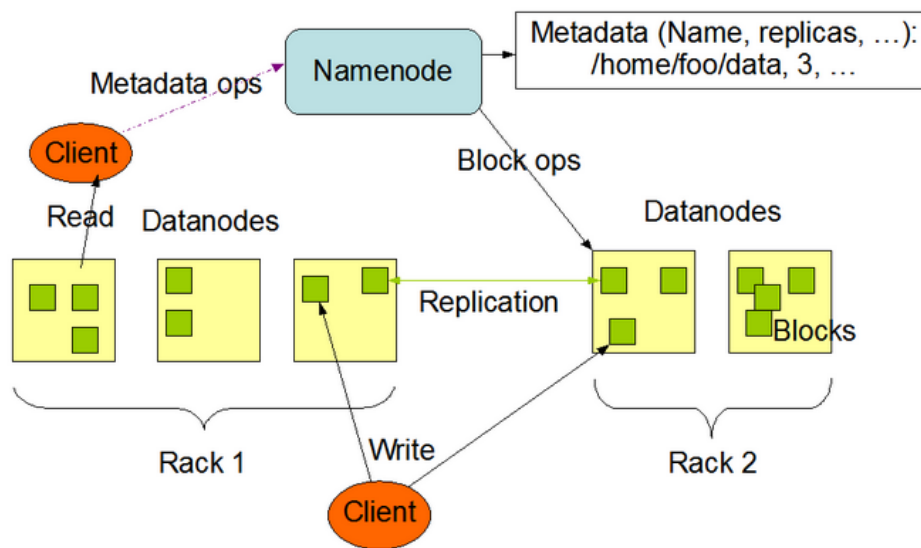 Metadata (Name, replicas, …):
/home/foo/data, 3, …
Namenode
Metadata ops
Client
Block ops
Read
Datanodes
Datanodes
Replication
Blocks
Rack 1
Write
Rack 2
Client